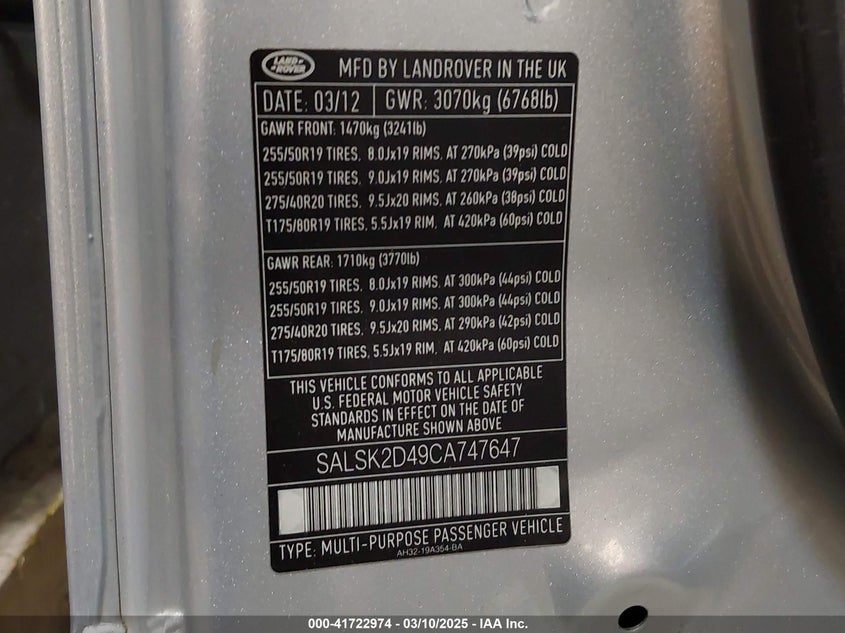 LAND ROVER MFD BY LANDROVER IN THE UK
DATE: 03/12 GWR: 3070kg (6768lb)
GAWR FRONT: 1470kg (3241lb)
255/50R19 TIRES, 8.0Jx19 RIMS, AT 270kPa (39psi) COLD
255/50R19 TIRES, 9.0Jx19 RIMS, AT 270kPa (39psi) COLD
275/40R20 TIRES, 9.5Jx20 RIMS, AT 260kPa (38psi) COLD
T175/80R19 TIRES, 5.5Jx19 RIM, AT 420kPa (60psi) COLD
GAWR REAR: 1710kg (3770lb)
255/50R19 TIRES, 8.0Jx19 RIMS, AT 300kPa (44psi) COLD
255/50R19 TIRES, 9.0Jx19 RIMS, AT 300kPa (44psi) COLD
275/40R20 TIRES, 9.5Jx20 RIMS, AT 290kPa (42psi) COLD
T175/80R19 TIRES, 5.5Jx19 RIM, AT 420kPa (60psi) COLD
THIS VEHICLE CONFORMS TO ALL APPLICABLE
U.S. FEDERAL MOTOR VEHICLE SAFETY
STANDARDS IN EFFECT ON THE DATE OF
MANUFACTURE SHOWN ABOVE
SALSK2D49CA747647
TYPE: MULTI-PURPOSE PASSENGER VEHICLE
AH32-19A354-BA
000-41722974 - 03/10/2025 - IAA Inc.